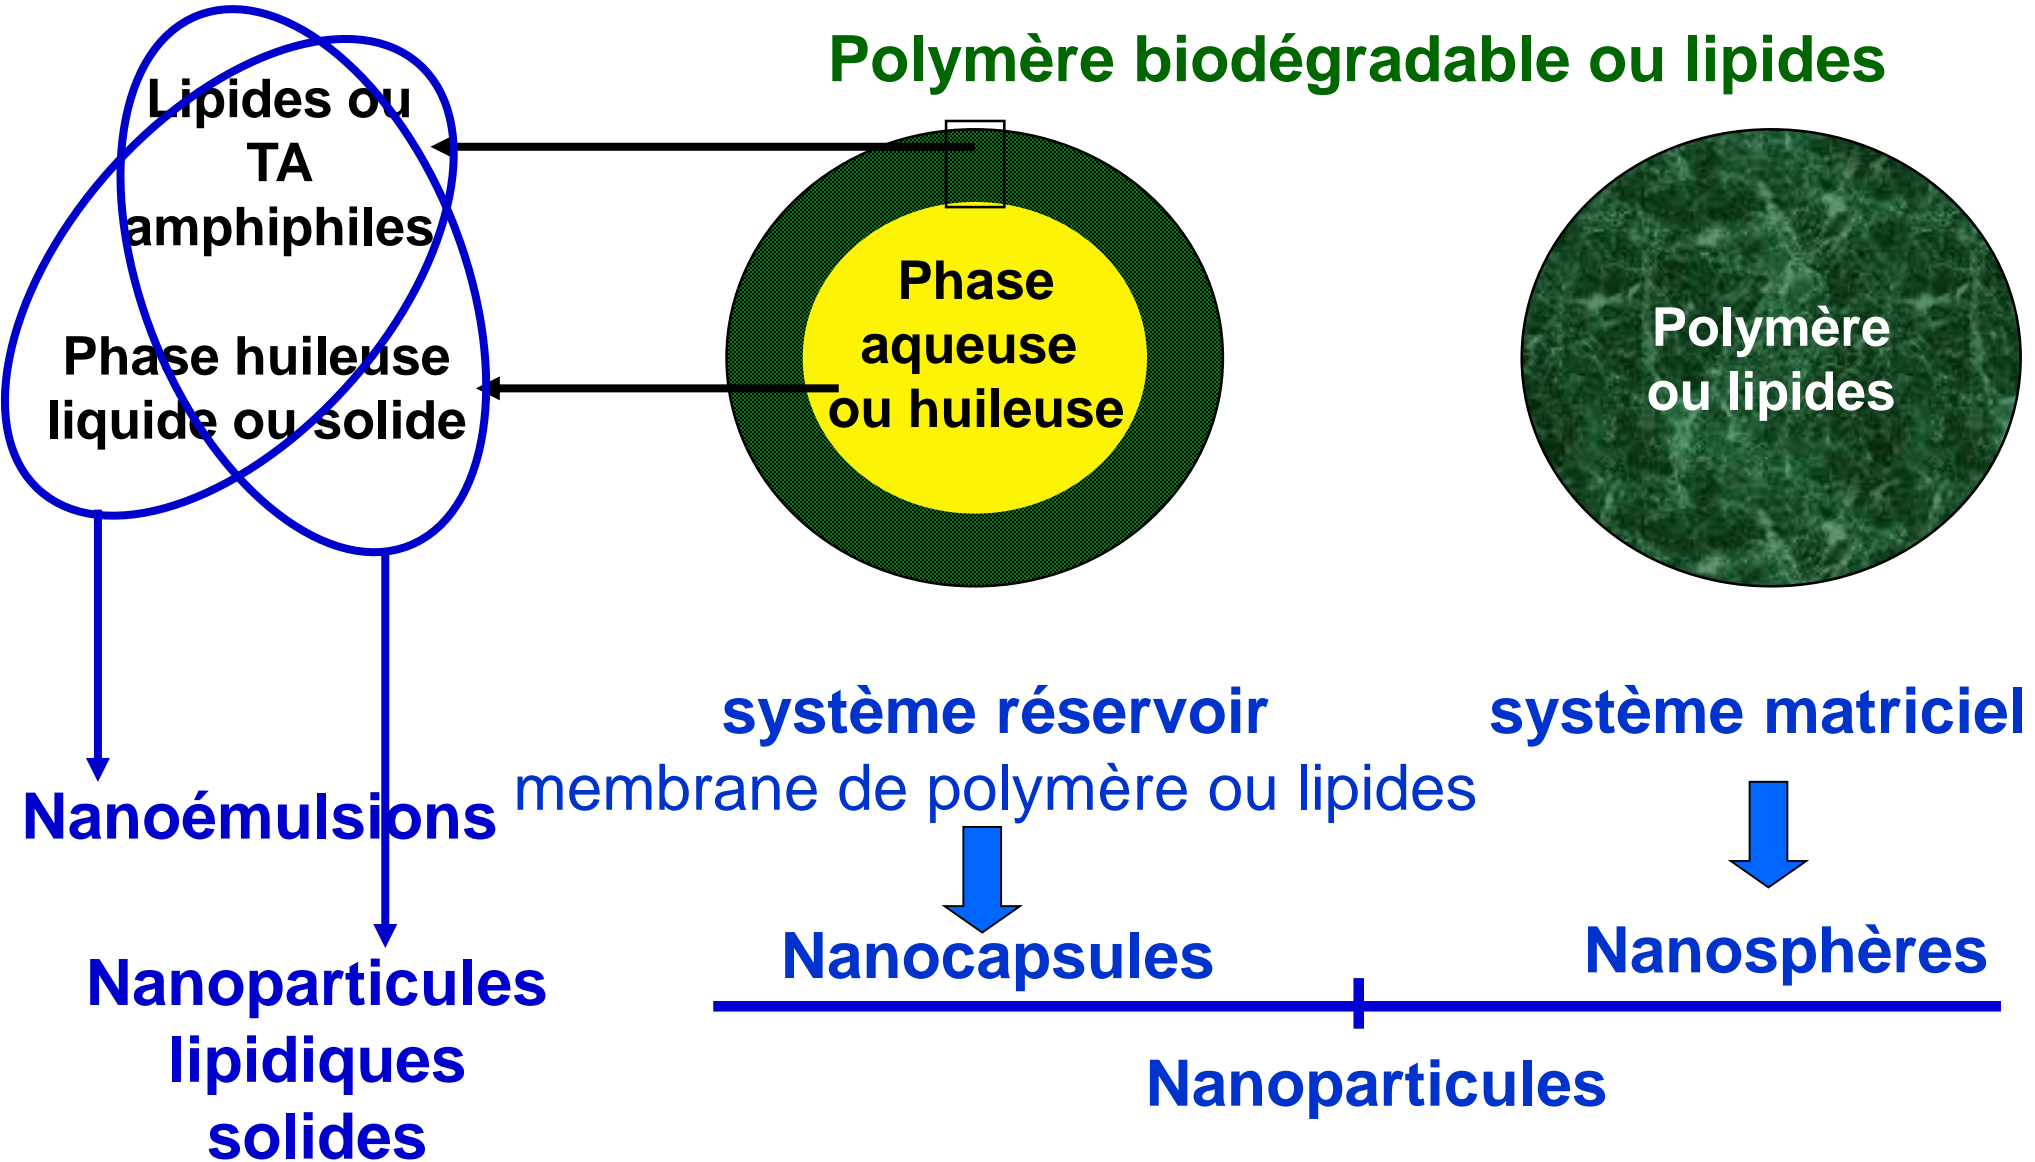 Polymère biodégradable ou lipides
Lipides ou
TA
amphiphiles
Phase huileuse
liquide ou solide
Phase
aqueuse
ou huileuse
Polymère
ou lipides
système réservoir
membrane de polymère ou lipides
système matriciel
Nanoémulsions
Nanoparticules
lipidiques
solides
Nanocapsules
Nanosphères
Nanoparticules